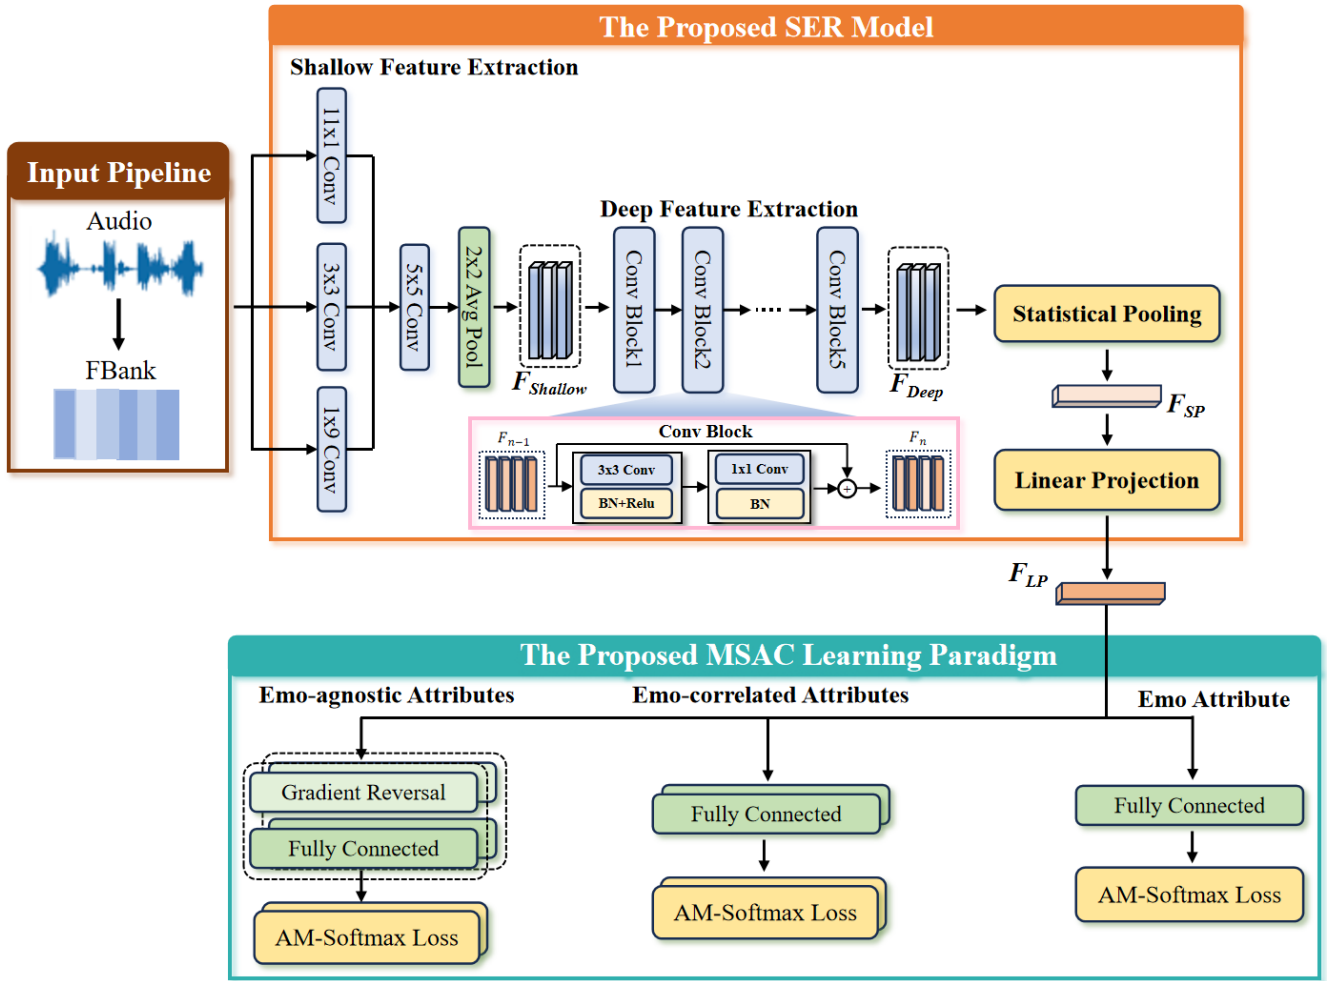 The Proposed SER Model
Shallow Feature Extraction
Input Pipeline
Audio
FBank
11x1 Conv
3x3 Conv
1x9 Conv
5x5 Conv
2x2 Avg Pool
F_Shallow
Deep Feature Extraction
Conv Block1
Conv Block2
Conv Block5
F_Deep
Statistical Pooling
F_SP
Linear Projection
Conv Block
F_{n−1}
3x3 Conv
BN+Relu
1x1 Conv
BN
+
F_n
F_LP
The Proposed MSAC Learning Paradigm
Emo-agnostic Attributes
Emo-correlated Attributes
Emo Attribute
Gradient Reversal
Fully Connected
AM-Softmax Loss
Fully Connected
AM-Softmax Loss
Fully Connected
AM-Softmax Loss